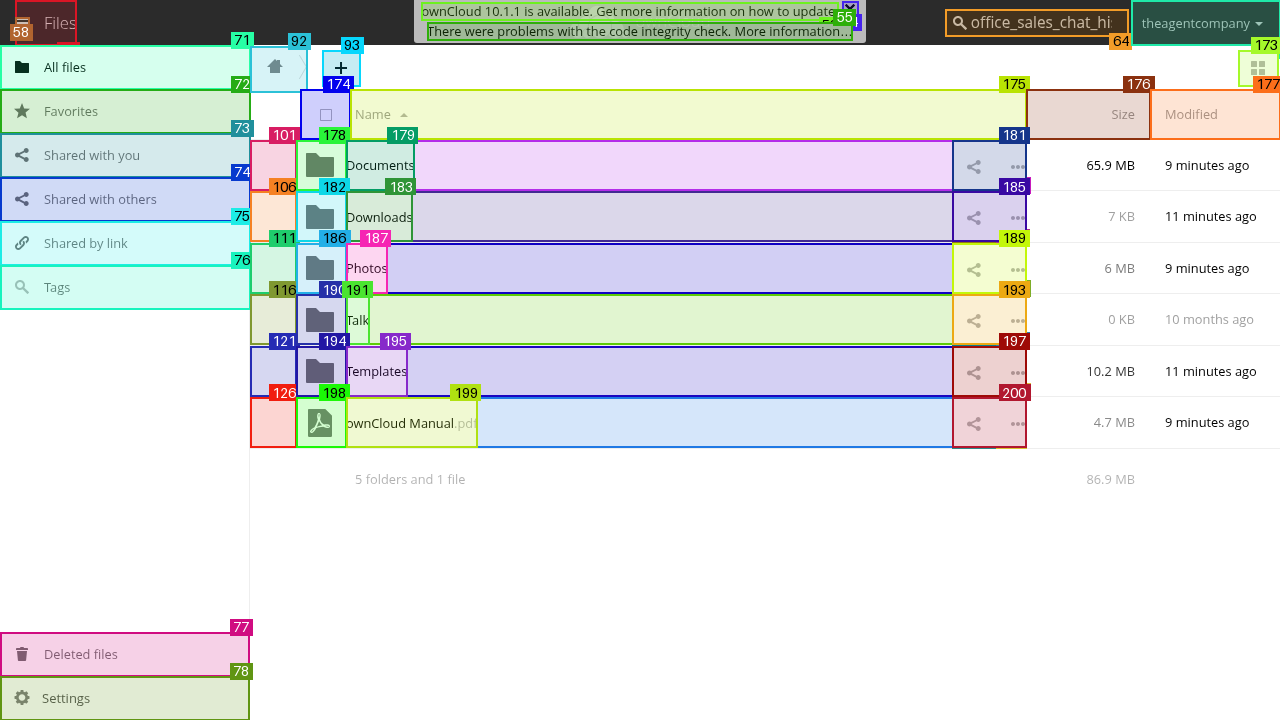 Files
58
ownCloud 10.1.1 is available. Get more information on how to update
There were problems with the code integrity check. More information...
55
office_sales_chat_hi
64
theagentcompany
71
All files
72
Favorites
73
Shared with you
74
Shared with others
75
Shared by link
76
Tags
77
Deleted files
78
Settings
92
93
+
173
174
175
Name
176
Size
177
Modified
101
178
179
Documents
181
65.9 MB
9 minutes ago
106
182
183
Downloads
185
7 KB
11 minutes ago
111
186
187
Photos
189
6 MB
9 minutes ago
116
190
191
Talk
193
0 KB
10 months ago
121
194
195
Templates
197
10.2 MB
11 minutes ago
126
198
199
ownCloud Manual.pdf
200
4.7 MB
9 minutes ago
5 folders and 1 file
86.9 MB